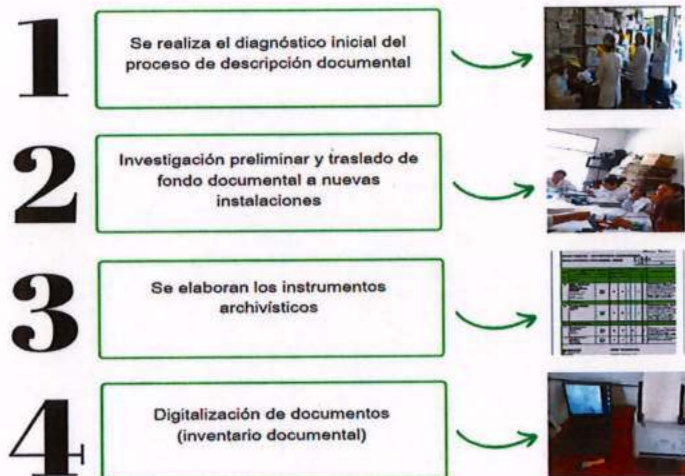 1
Se realiza el diagnóstico inicial del
proceso de descripción documental
2
Investigación preliminar y traslado de
fondo documental a nuevas
instalaciones
3
Se elaboran los instrumentos
archivísticos
4
Digitalización de documentos
(inventario documental)